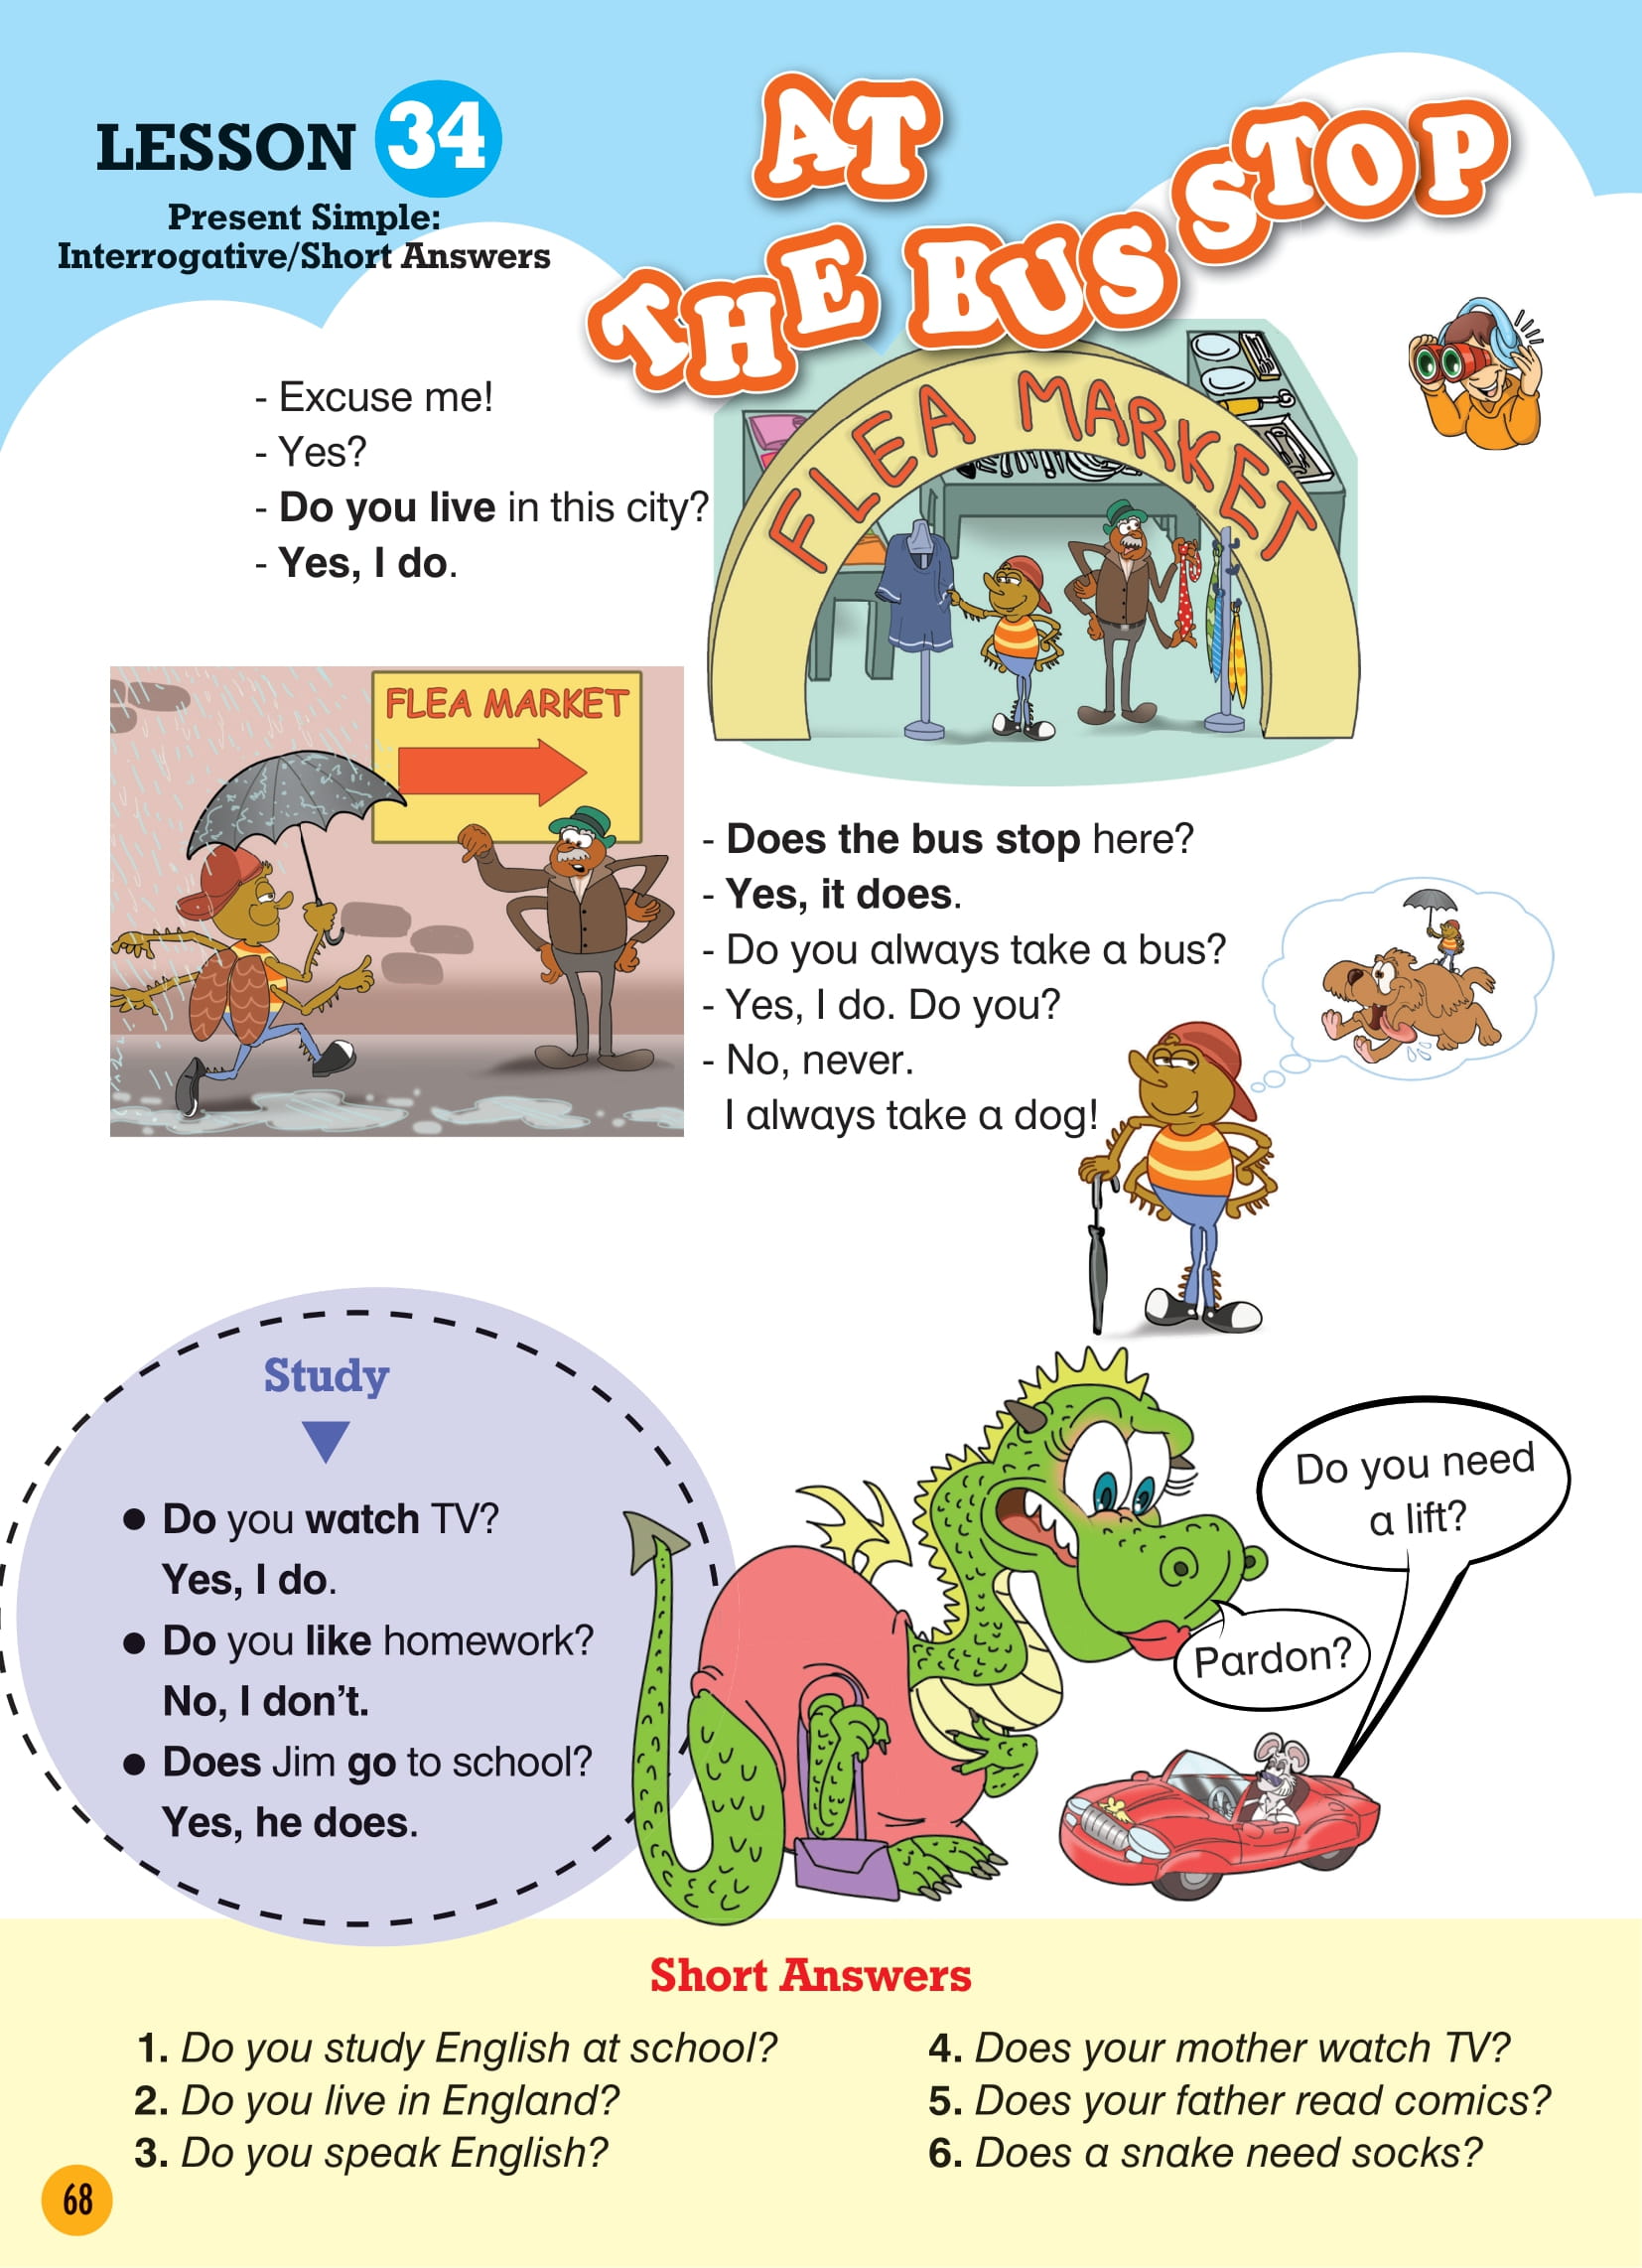 LESSON 34
Present Simple:
Interrogative/Short Answers
AT
THE BUS STOP
- Excuse me!
- Yes?
- Do you live in this city?
- Yes, I do.
FLEA MARKET
FLEA MARKET
- Does the bus stop here?
- Yes, it does.
- Do you always take a bus?
- Yes, I do. Do you?
- No, never.
I always take a dog!
Study
● Do you watch TV?
Yes, I do.
● Do you like homework?
No, I don't.
● Does Jim go to school?
Yes, he does.
Do you need
a lift?
Pardon?
Short Answers
1. Do you study English at school?
2. Do you live in England?
3. Do you speak English?
4. Does your mother watch TV?
5. Does your father read comics?
6. Does a snake need socks?
68